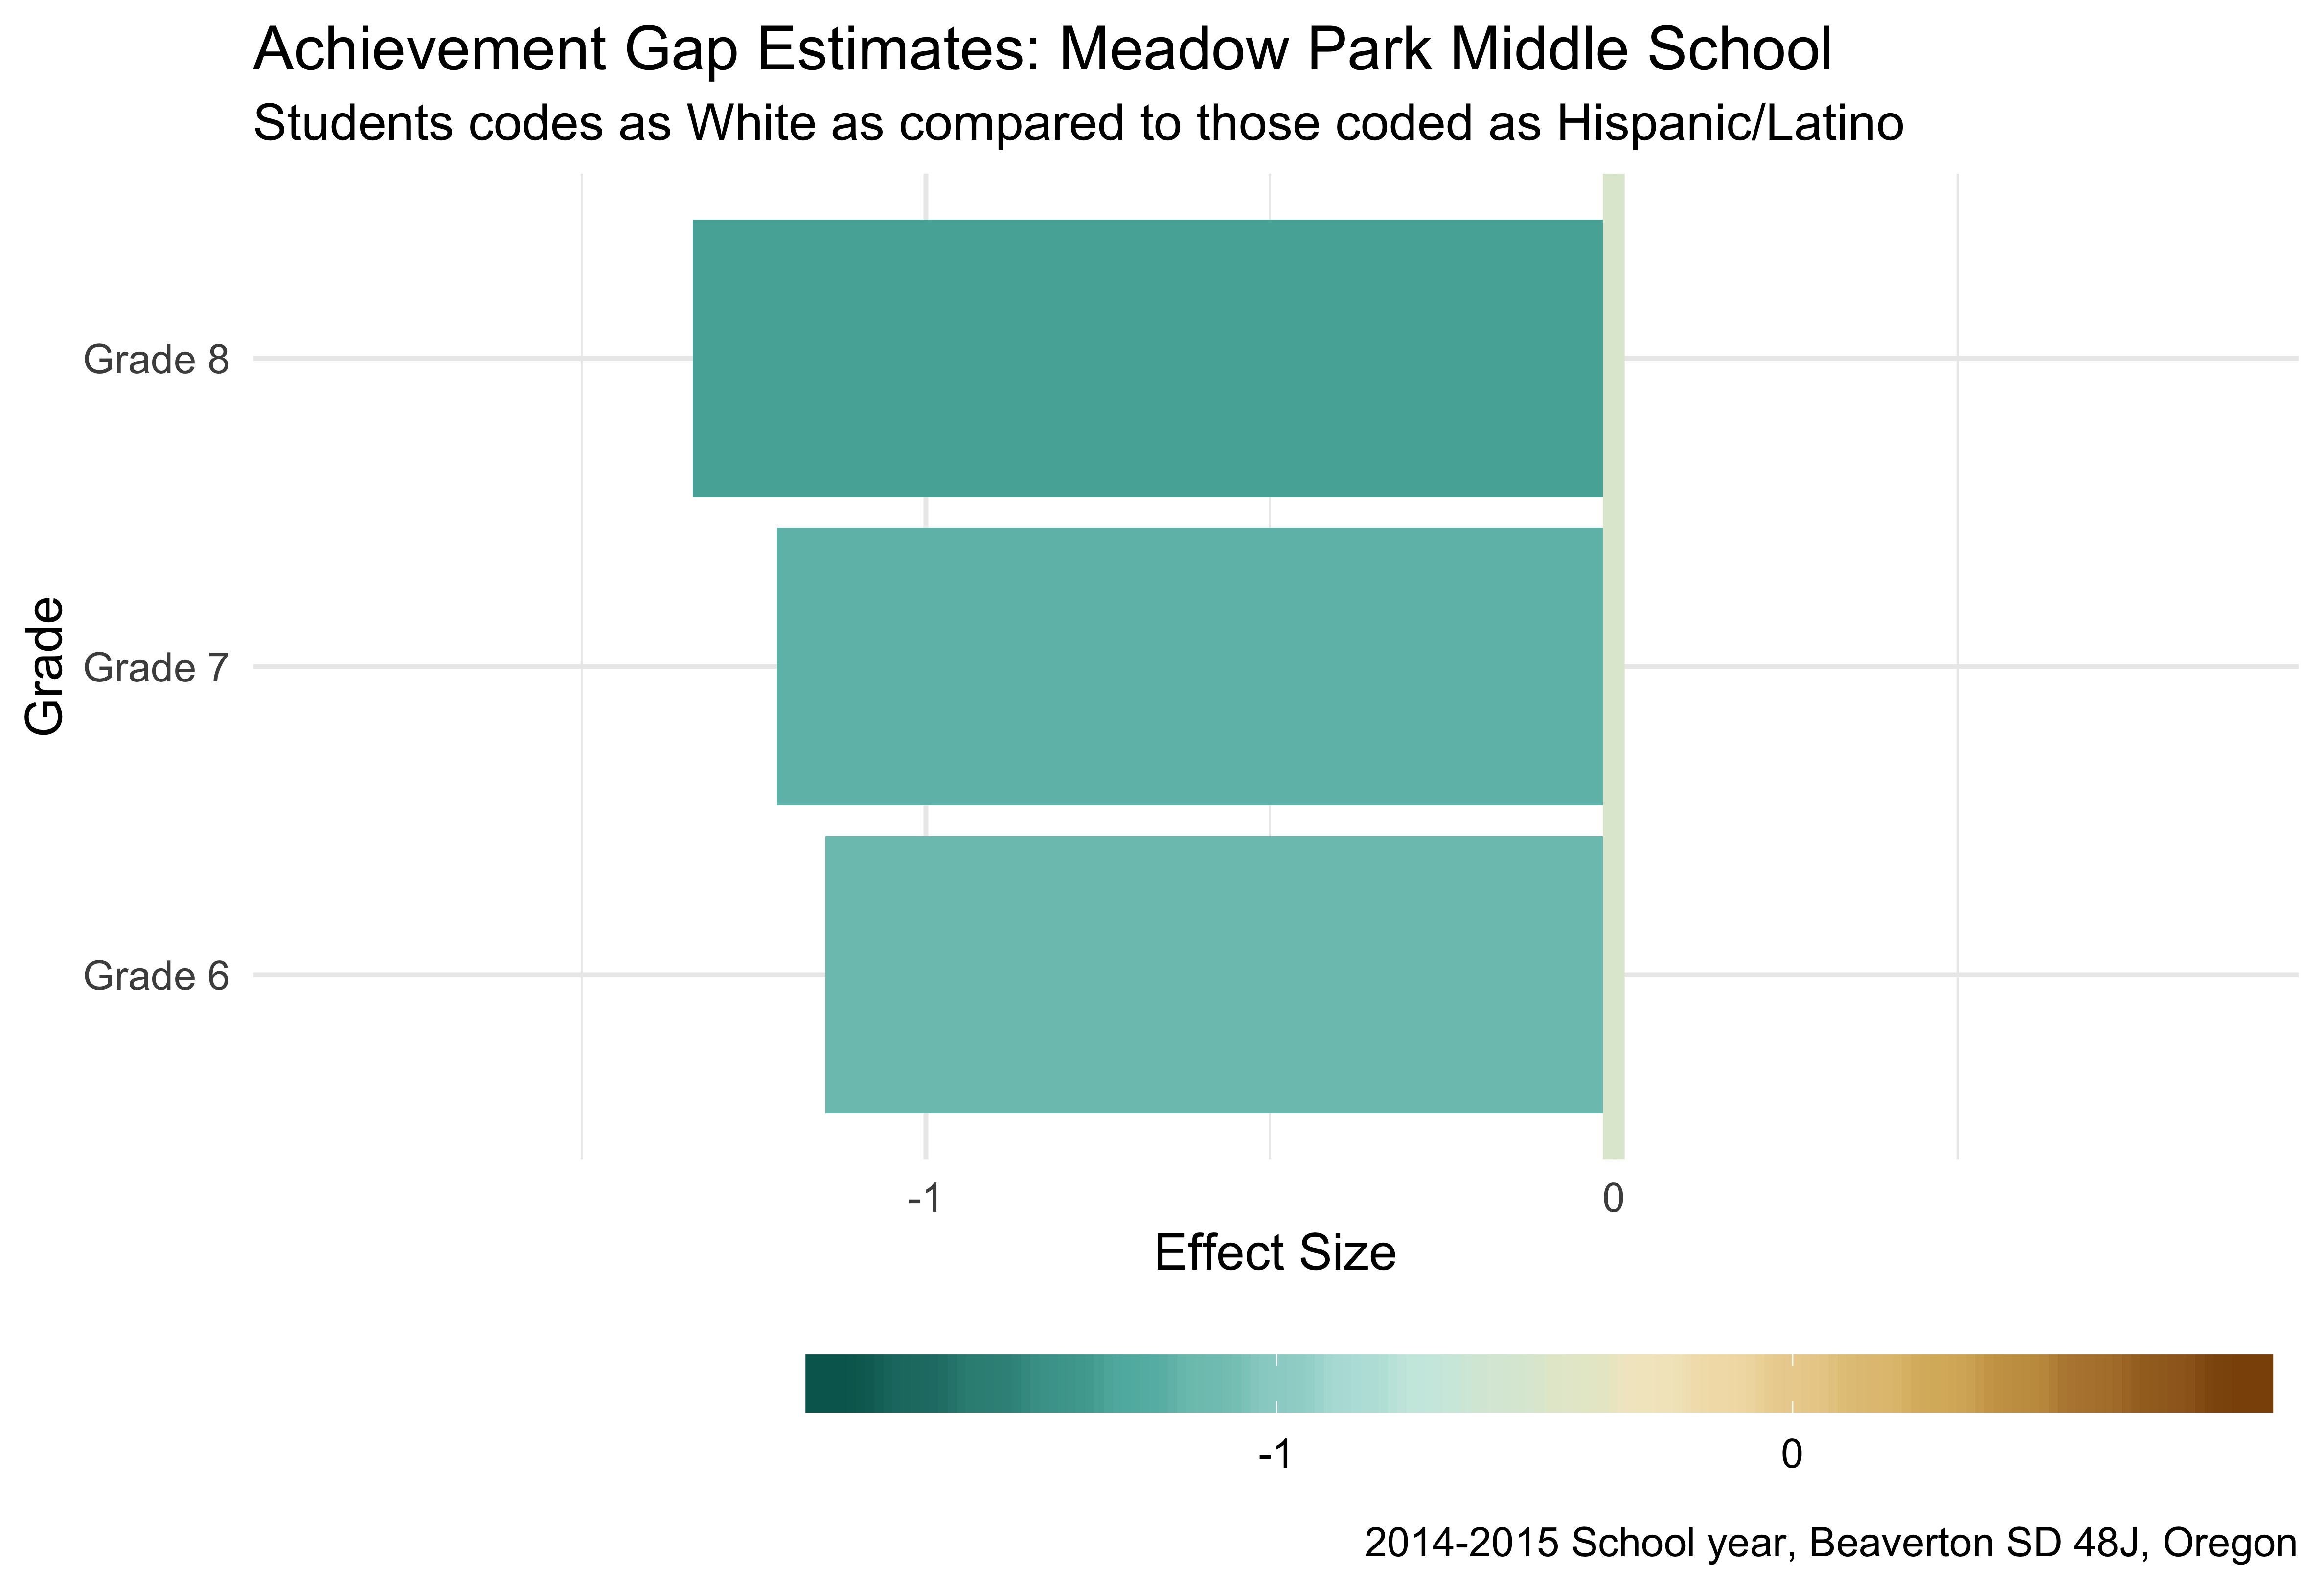 Achievement Gap Estimates: Meadow Park Middle School
Students codes as White as compared to those coded as Hispanic/Latino
Grade
Grade 8
Grade 7
Grade 6
-1 0
Effect Size
-1 0
2014-2015 School year, Beaverton SD 48J, Oregon